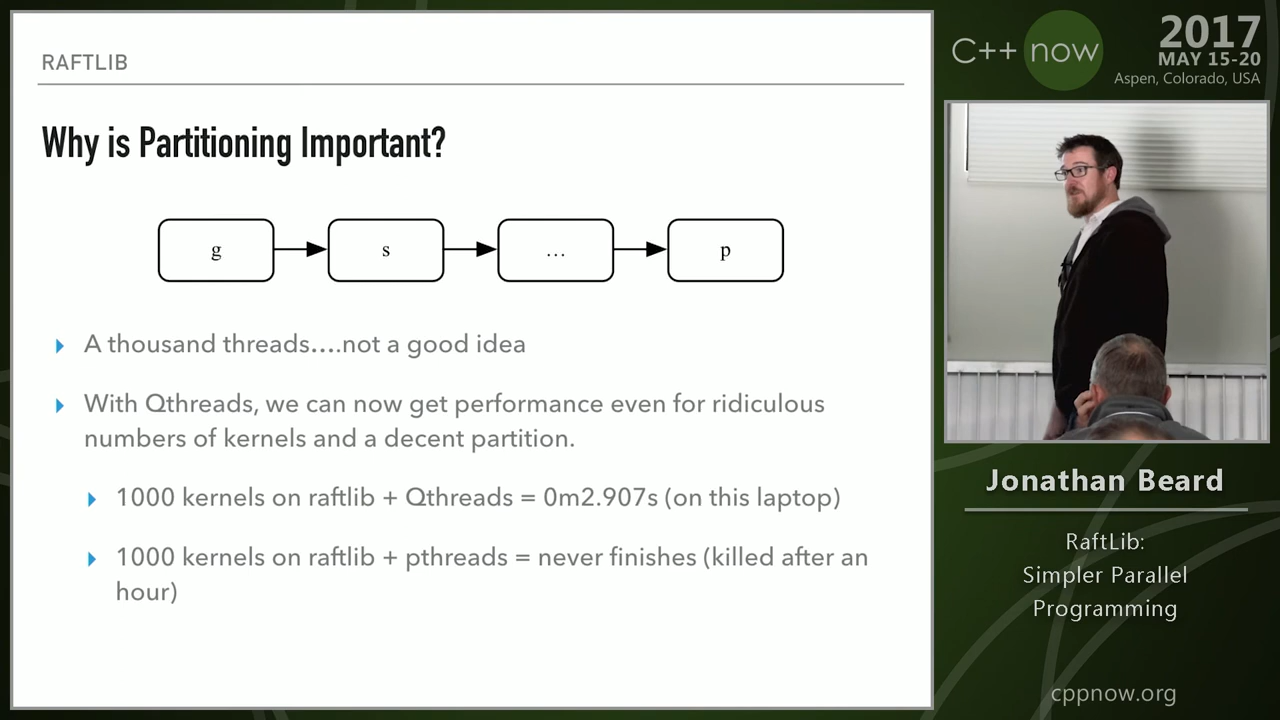 RAFTLIB
Why is Partitioning Important?
g
s
...
p
A thousand threads....not a good idea
With Qthreads, we can now get performance even for ridiculous
numbers of kernels and a decent partition.
1000 kernels on raftlib + Qthreads = 0m2.907s (on this laptop)
1000 kernels on raftlib + pthreads = never finishes (killed after an
hour)
C++ now
2017
MAY 15-20
Aspen, Colorado, USA
Jonathan Beard
RaftLib:
Simpler Parallel
Programming
cppnow.org